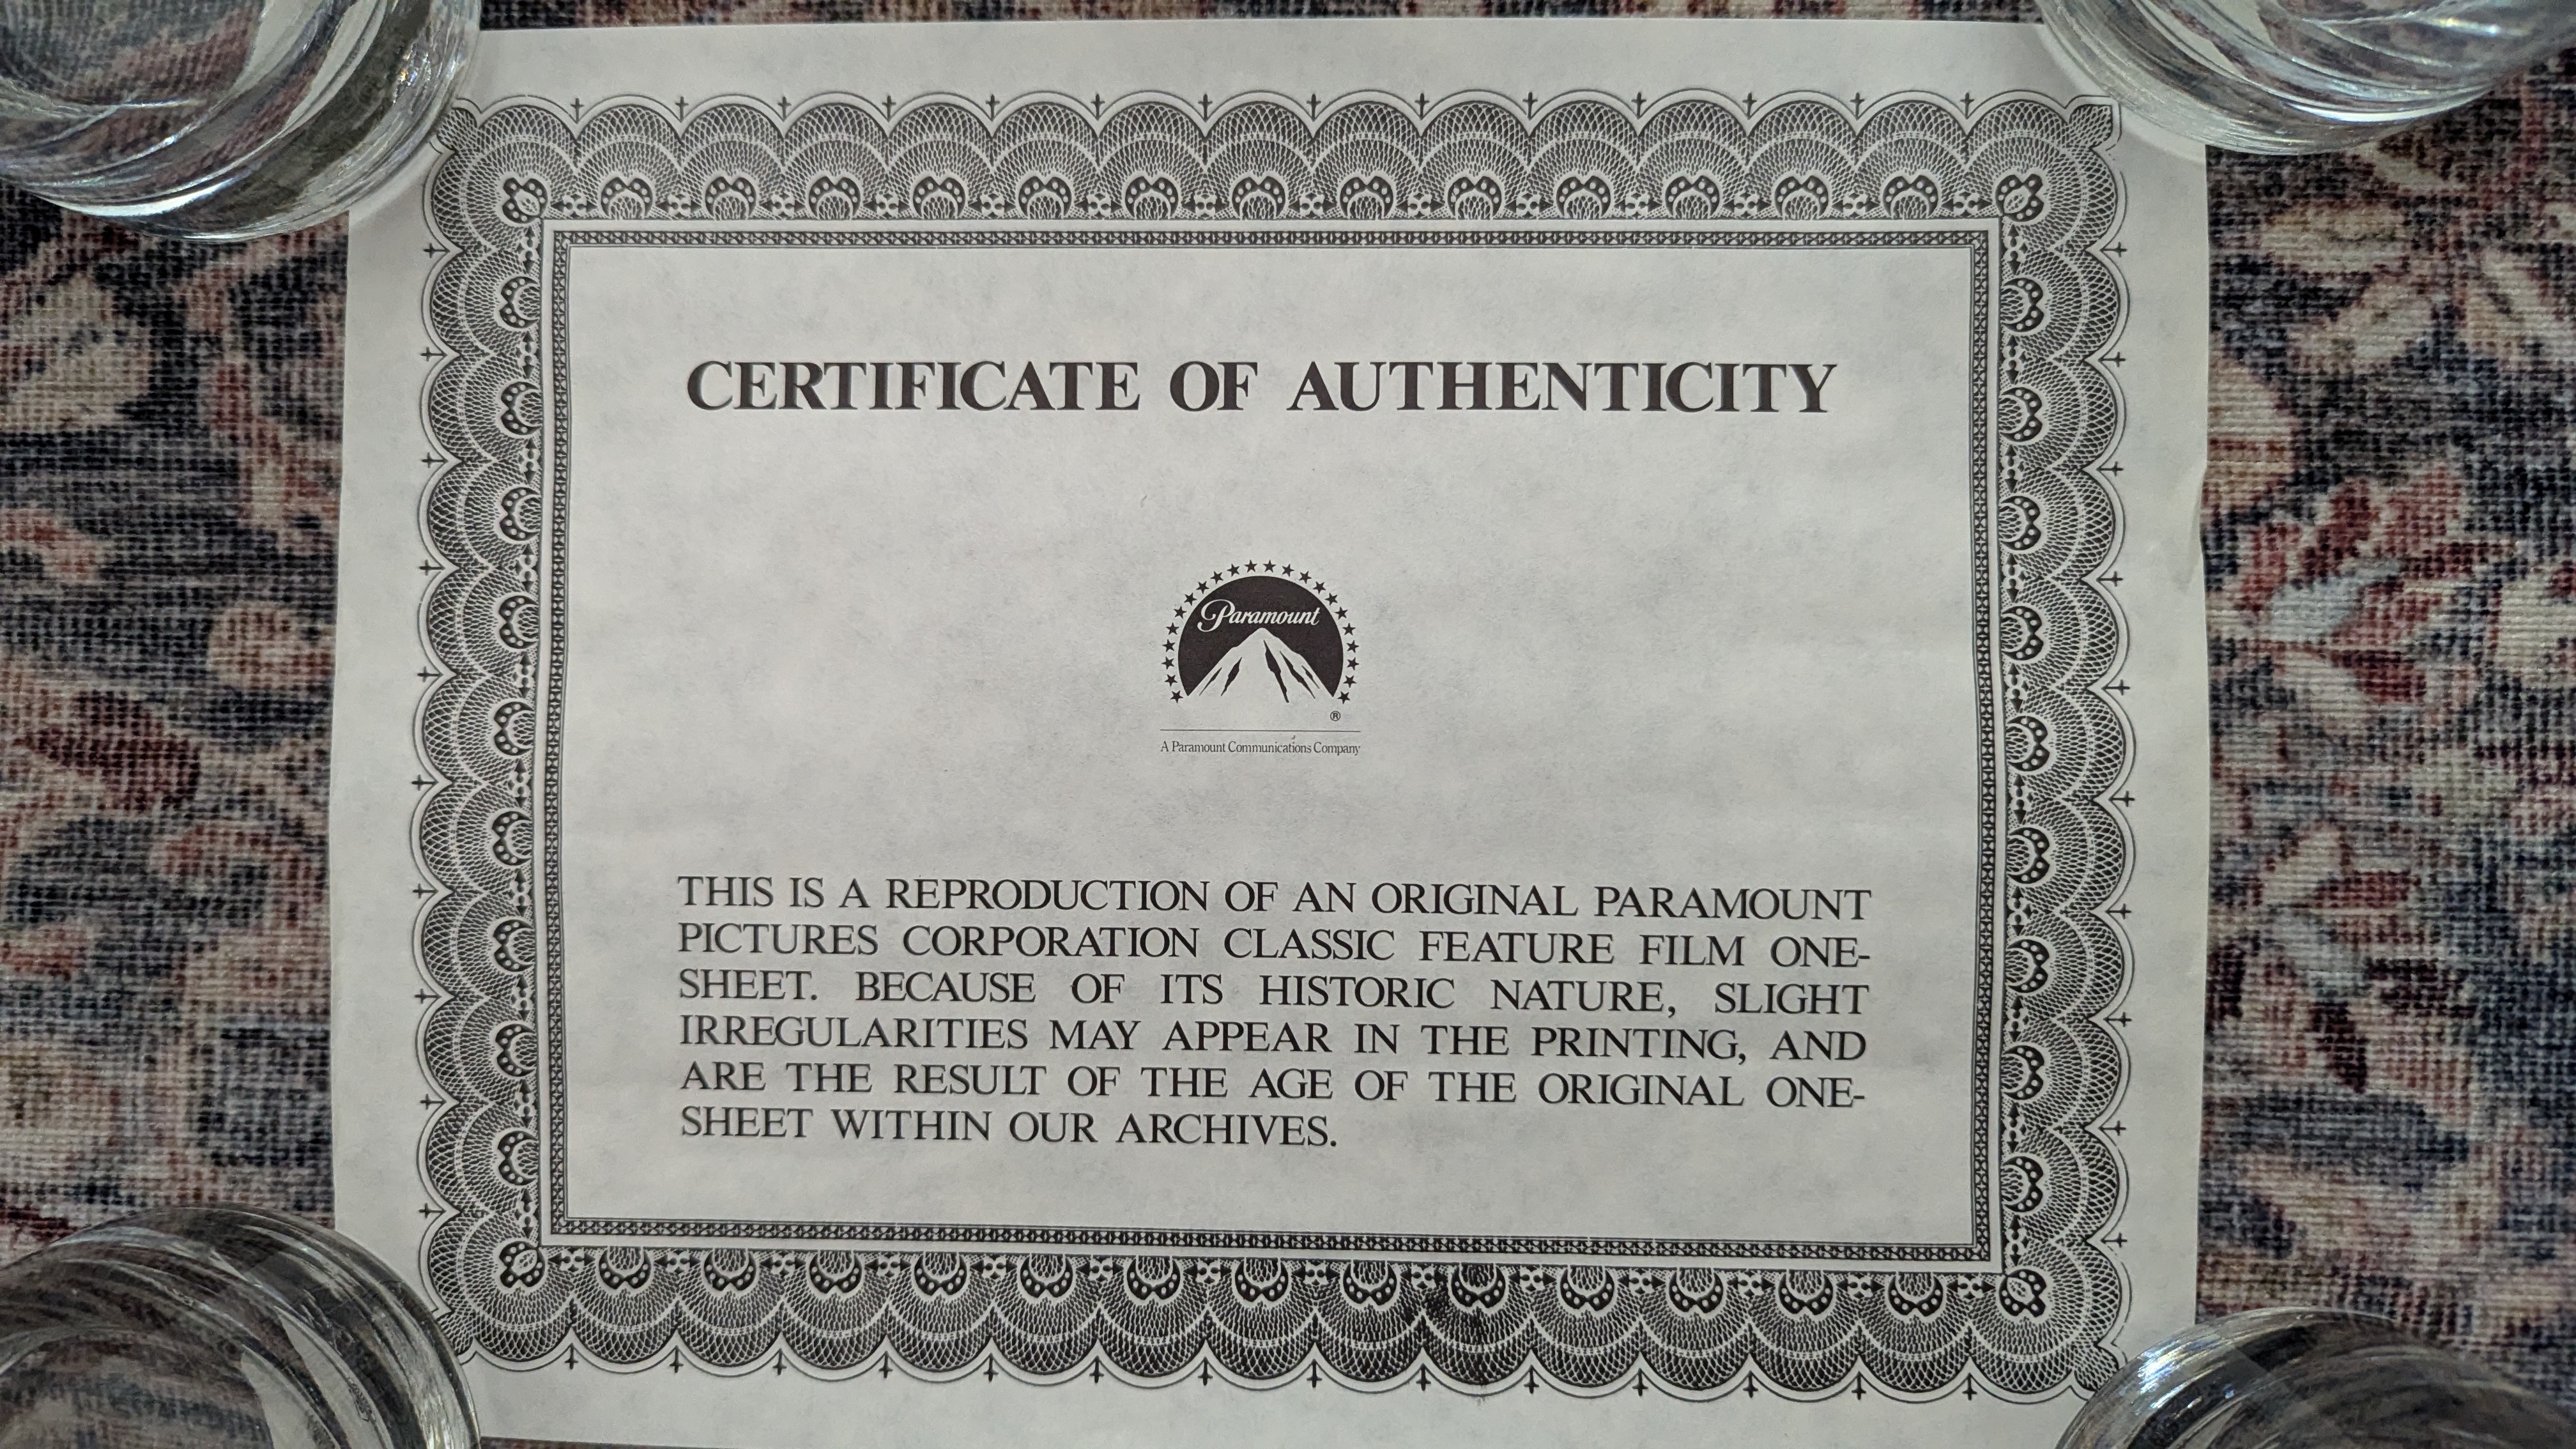 CERTIFICATE OF AUTHENTICITY
Paramount
®
A Paramount Communications Company
THIS IS A REPRODUCTION OF AN ORIGINAL PARAMOUNT
PICTURES CORPORATION CLASSIC FEATURE FILM ONE-
SHEET. BECAUSE OF ITS HISTORIC NATURE, SLIGHT
IRREGULARITIES MAY APPEAR IN THE PRINTING, AND
ARE THE RESULT OF THE AGE OF THE ORIGINAL ONE-
SHEET WITHIN OUR ARCHIVES.